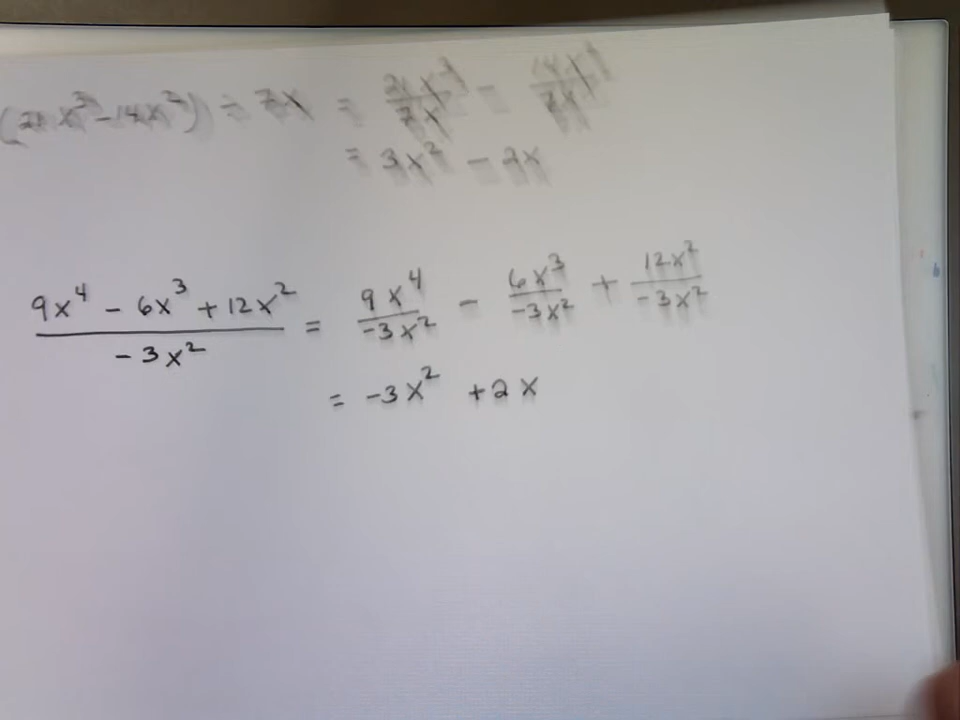 (21x³ - 14x²) ÷ 7x = 21x³/7x - 14x²/7x
= 3x² - 2x
(9x⁴ - 6x³ + 12x²)/(-3x²) = 9x⁴/-3x² - 6x³/-3x² + 12x²/-3x²
= -3x² + 2x